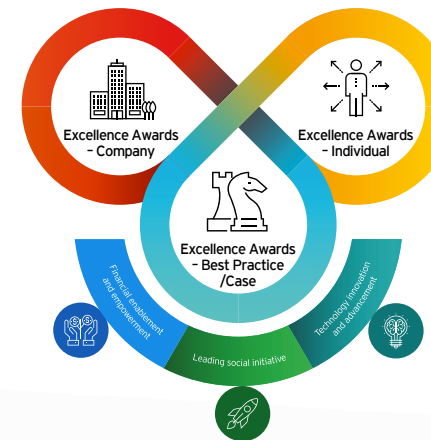 Excellence Awards
– Company
Excellence Awards
– Individual
Excellence Awards
– Best Practice
/Case
Financial enablement
and empowerment
Leading social initiative
Technology innovation
and advancement